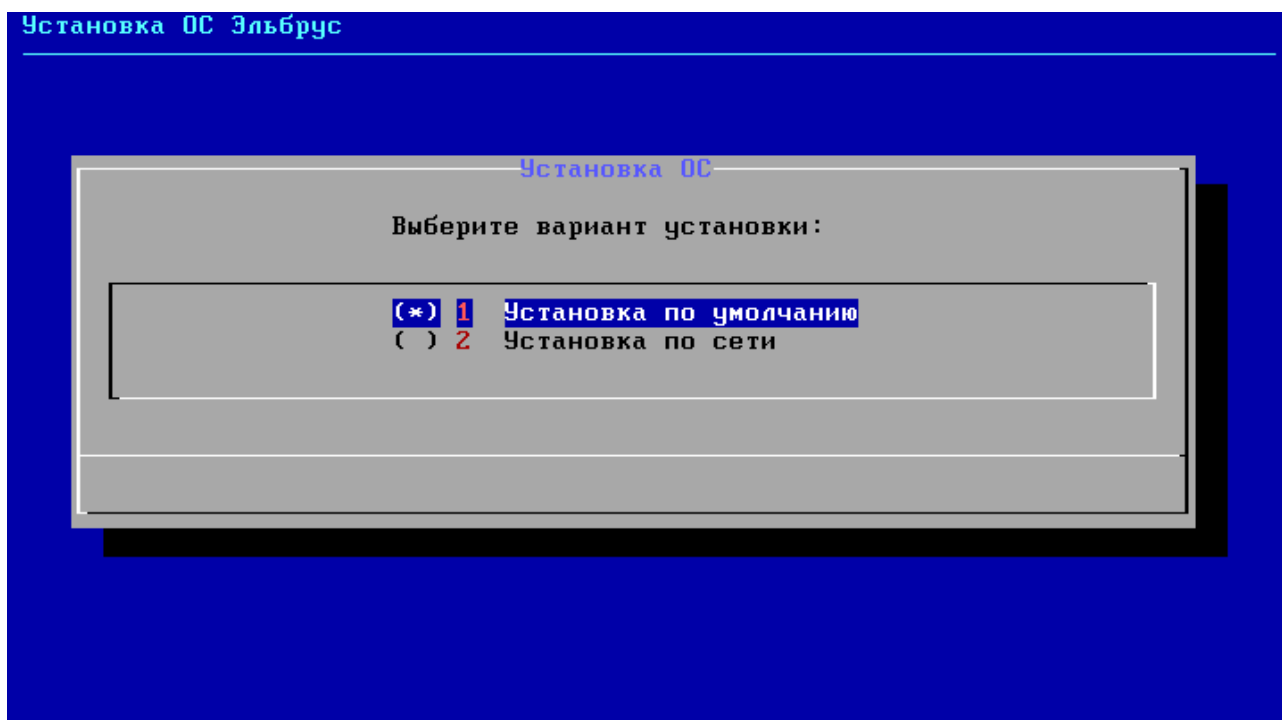 Установка ОС Эльбрус
Установка ОС
Выберите вариант установки:
(*) 1 Установка по умолчанию
( ) 2 Установка по сети